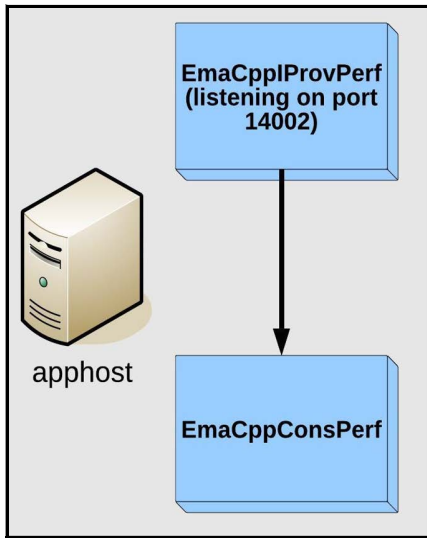 EmaCppIProvPerf
(listening on port
14002)
apphost
EmaCppConsPerf